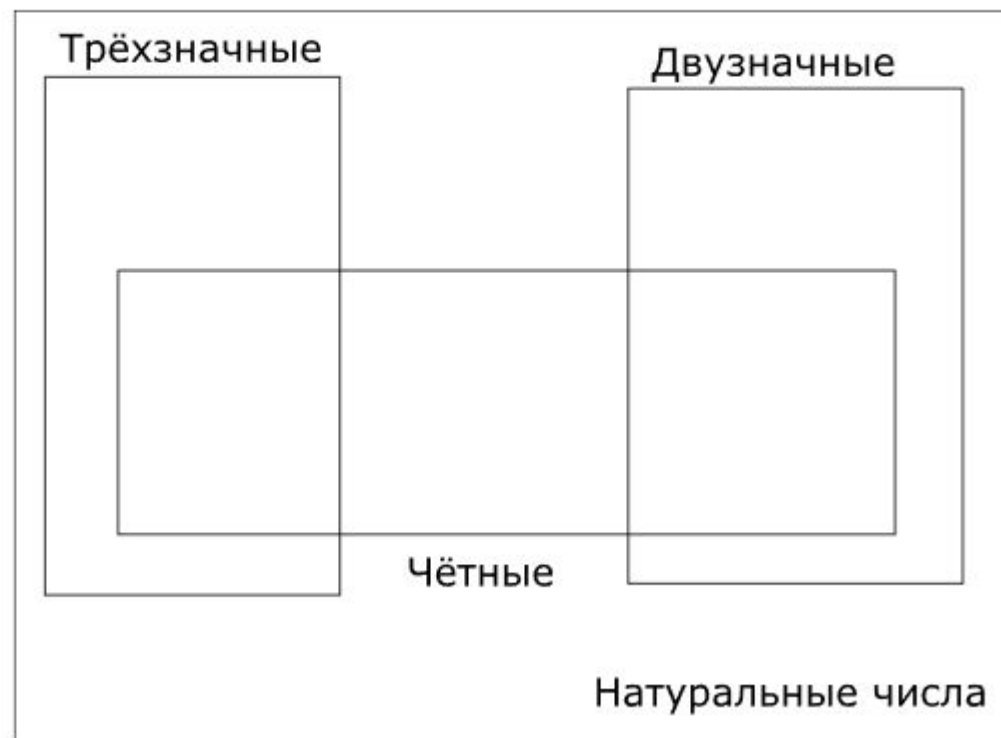 Трёхзначные
Двузначные
Чётные
Натуральные числа